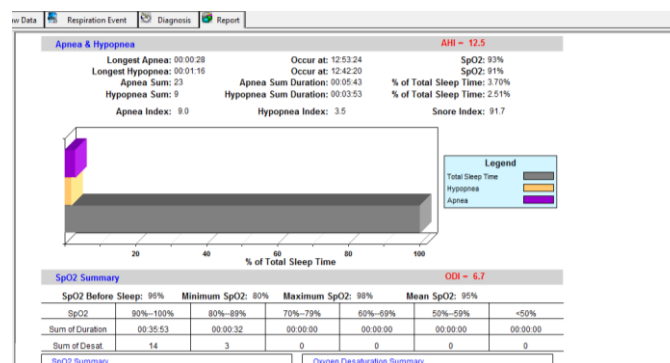 w Data Respiration Event Diagnosis Report
Apnea & Hypopnea AHI = 12.5
Longest Apnea: 00:00:28 Occur at: 12:53:24 SpO2: 93%
Longest Hypopnea: 00:01:16 Occur at: 12:42:20 SpO2: 91%
Apnea Sum: 23 Apnea Sum Duration: 00:05:43 % of Total Sleep Time: 3.70%
Hypopnea Sum: 9 Hypopnea Sum Duration: 00:03:53 % of Total Sleep Time: 2.51%
Apnea Index: 9.0 Hypopnea Index: 3.5 Snore Index: 91.7
Legend
Total Sleep Time
Hypopnea
Apnea
20 40 60 80 100
% of Total Sleep Time
SpO2 Summary ODI = 6.7
SpO2 Before Sleep: 96% Minimum SpO2: 80% Maximum SpO2: 98% Mean SpO2: 95%
SpO2 90%--100% 80%--89% 70%--79% 60%--69% 50%--59% <50%
Sum of Duration 00:35:53 00:00:32 00:00:00 00:00:00 00:00:00 00:00:00
Sum of Desat. 14 3 0 0 0 0
SpO2 Summary Oxygen Desaturation Summary